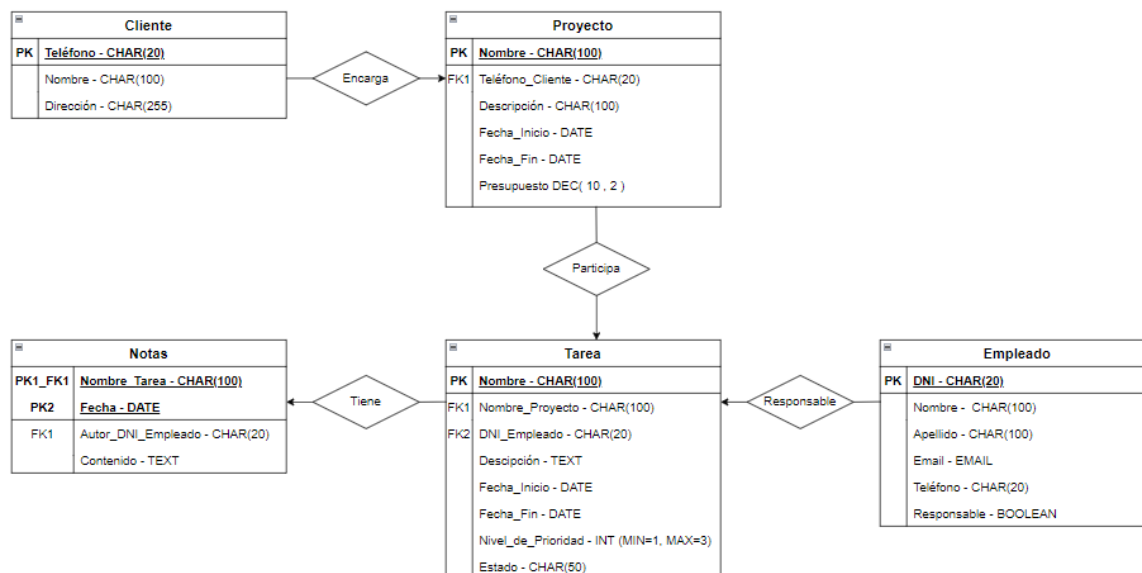 Cliente
PK Teléfono - CHAR(20)
Nombre - CHAR(100)
Dirección - CHAR(255)
Encarga
Proyecto
PK Nombre - CHAR(100)
FK1 Teléfono_Cliente - CHAR(20)
Descripción - CHAR(100)
Fecha_Inicio - DATE
Fecha_Fin - DATE
Presupuesto DEC( 10 , 2 )
Participa
Notas
PK1_FK1 Nombre_Tarea - CHAR(100)
PK2 Fecha - DATE
FK1 Autor_DNI_Empleado - CHAR(20)
Contenido - TEXT
Tiene
Tarea
PK Nombre - CHAR(100)
FK1 Nombre_Proyecto - CHAR(100)
FK2 DNI_Empleado - CHAR(20)
Descipción - TEXT
Fecha_Inicio - DATE
Fecha_Fin - DATE
Nivel_de_Prioridad - INT (MIN=1, MAX=3)
Estado - CHAR(50)
Responsable
Empleado
PK DNI - CHAR(20)
Nombre - CHAR(100)
Apellido - CHAR(100)
Email - EMAIL
Teléfono - CHAR(20)
Responsable - BOOLEAN